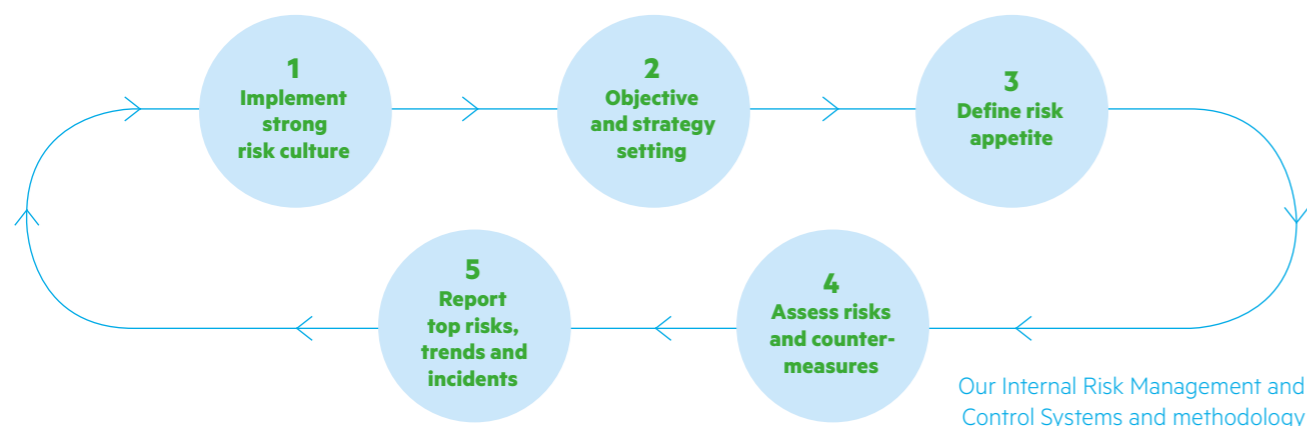 1
Implement
strong
risk culture
2
Objective
and strategy
setting
3
Define risk
appetite
4
Assess risks
and counter-
measures
5
Report
top risks,
trends and
incidents
Our Internal Risk Management and
Control Systems and methodology